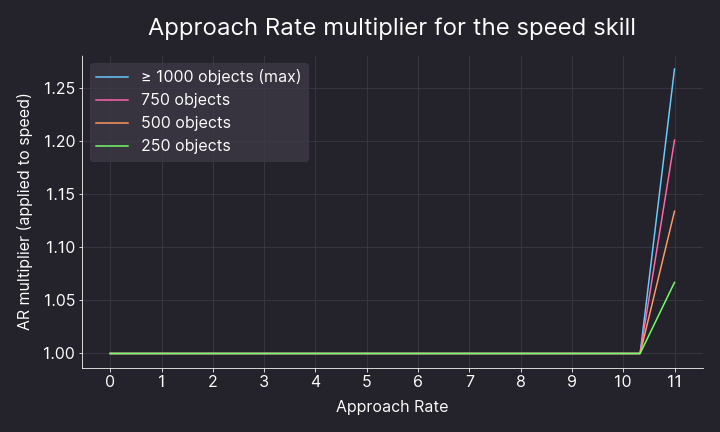 Approach Rate multiplier for the speed skill
≥ 1000 objects (max)
750 objects
500 objects
250 objects
AR multiplier (applied to speed)
1.25
1.20
1.15
1.10
1.05
1.00
0 1 2 3 4 5 6 7 8 9 10 11
Approach Rate